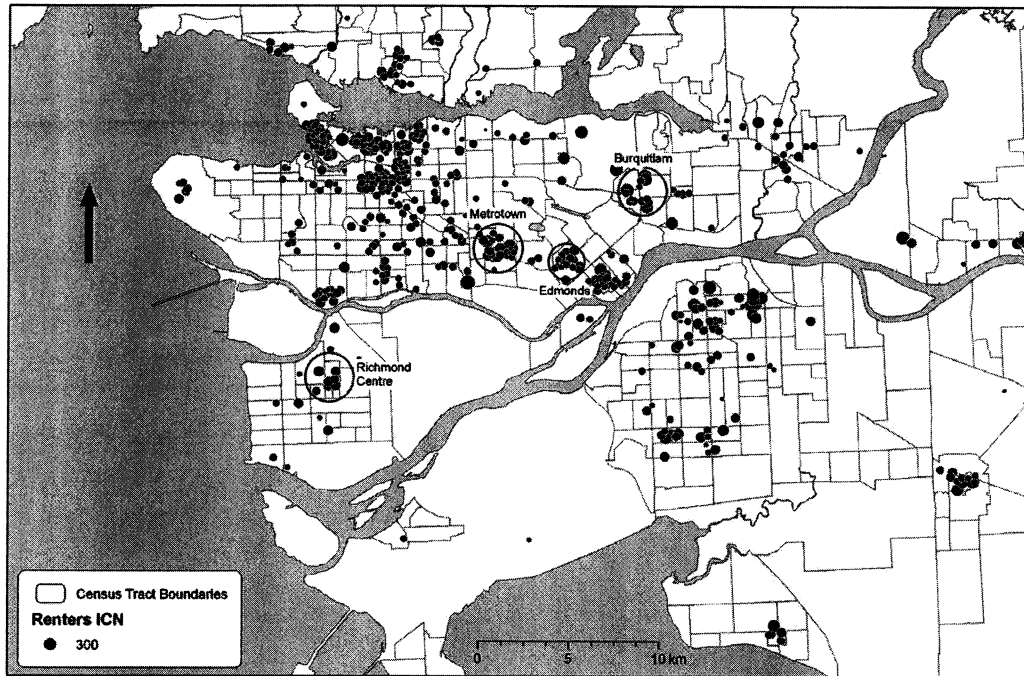 Burquitlam
Metrotown
Edmonds
Richmond
Centre
Census Tract Boundaries
Renters ICN
300
0 5 10 km